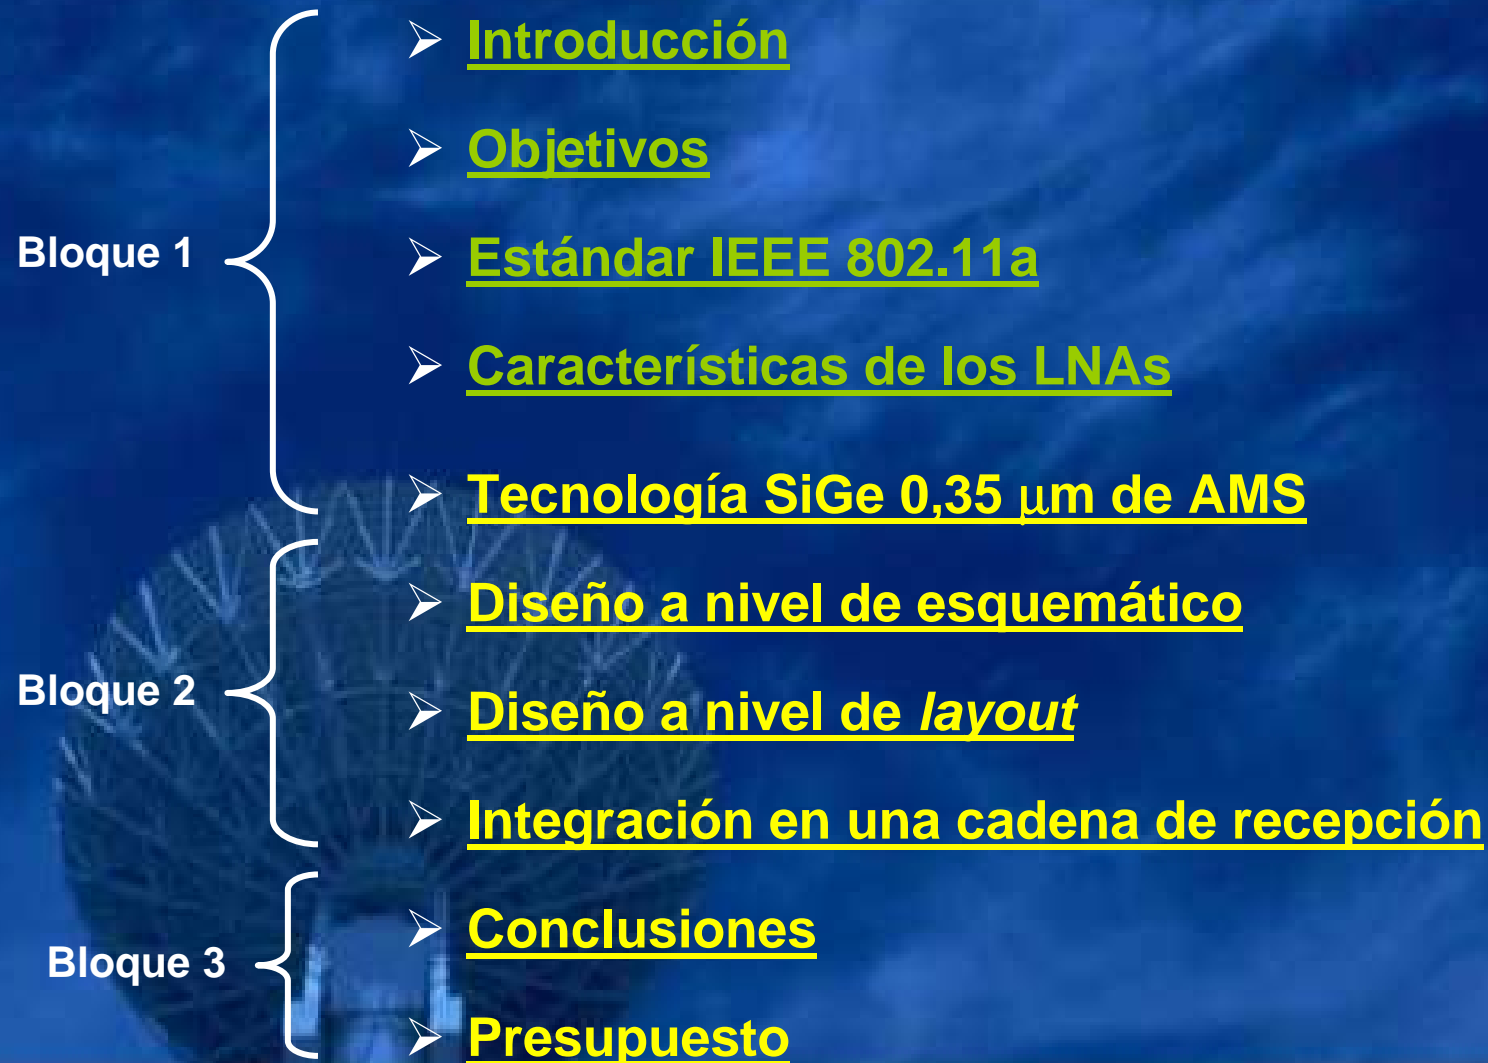 Bloque 1
➢ Introducción
➢ Objetivos
➢ Estándar IEEE 802.11a
➢ Características de los LNAs
➢ Tecnología SiGe 0,35 μm de AMS
Bloque 2
➢ Diseño a nivel de esquemático
➢ Diseño a nivel de layout
➢ Integración en una cadena de recepción
Bloque 3
➢ Conclusiones
➢ Presupuesto